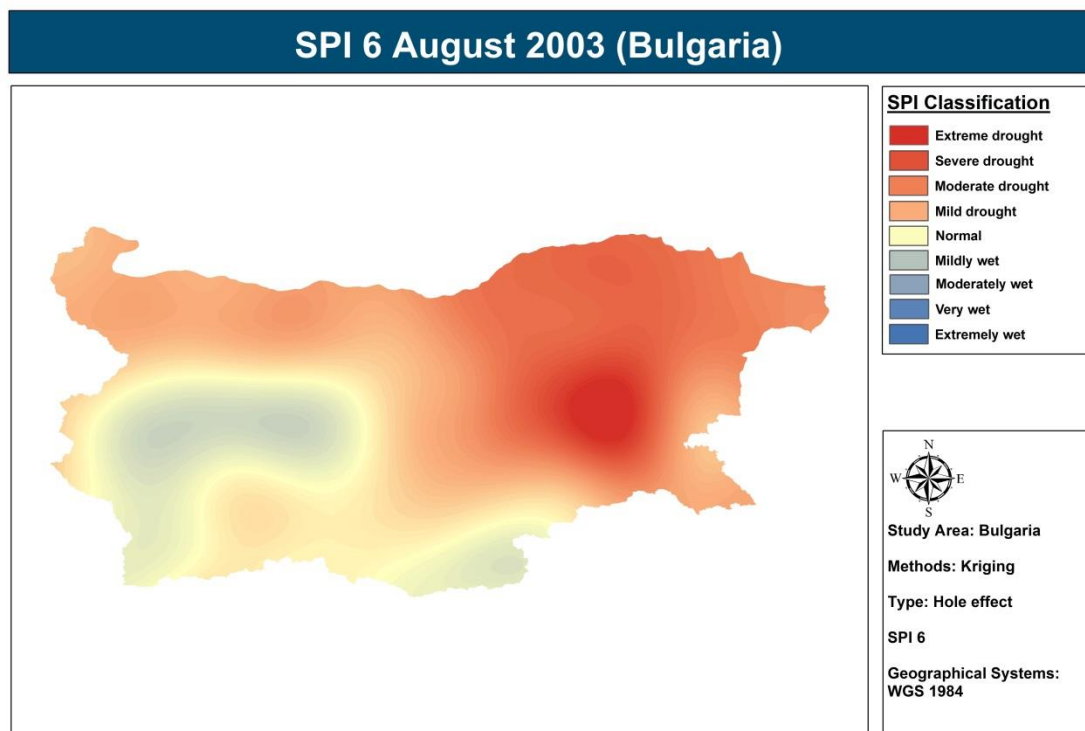 SPI 6 August 2003 (Bulgaria)
SPI Classification
Extreme drought
Severe drought
Moderate drought
Mild drought
Normal
Mildly wet
Moderately wet
Very wet
Extremely wet
N
W E
S
Study Area: Bulgaria
Methods: Kriging
Type: Hole effect
SPI 6
Geographical Systems:
WGS 1984